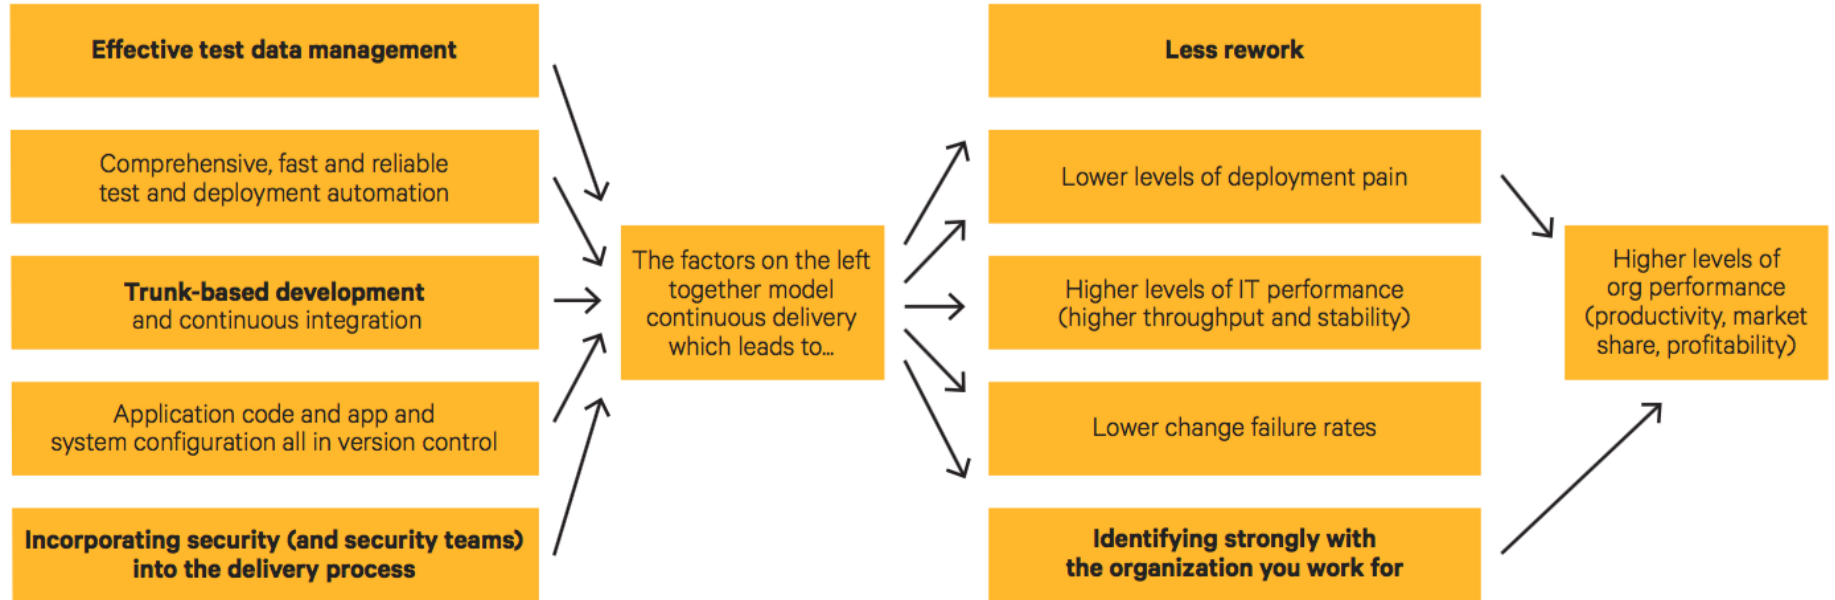 Effective test data management
Comprehensive, fast and reliable
test and deployment automation
Trunk-based development
and continuous integration
Application code and app and
system configuration all in version control
Incorporating security (and security teams)
into the delivery process
The factors on the left
together model
continuous delivery
which leads to...
Less rework
Lower levels of deployment pain
Higher levels of IT performance
(higher throughput and stability)
Lower change failure rates
Identifying strongly with
the organization you work for
Higher levels of
org performance
(productivity, market
share, profitability)